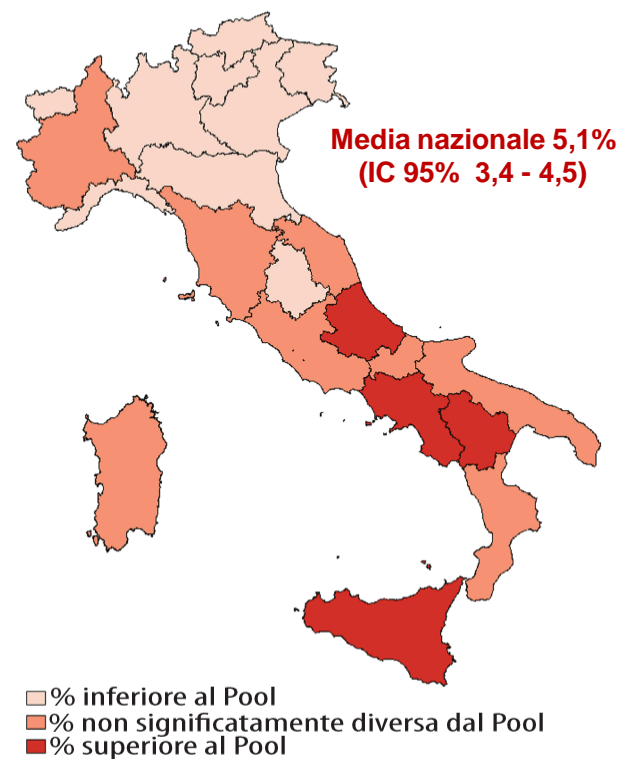 Media nazionale 5,1%
(IC 95% 3,4 - 4,5)
% inferiore al Pool
% non significatamente diversa dal Pool
% superiore al Pool